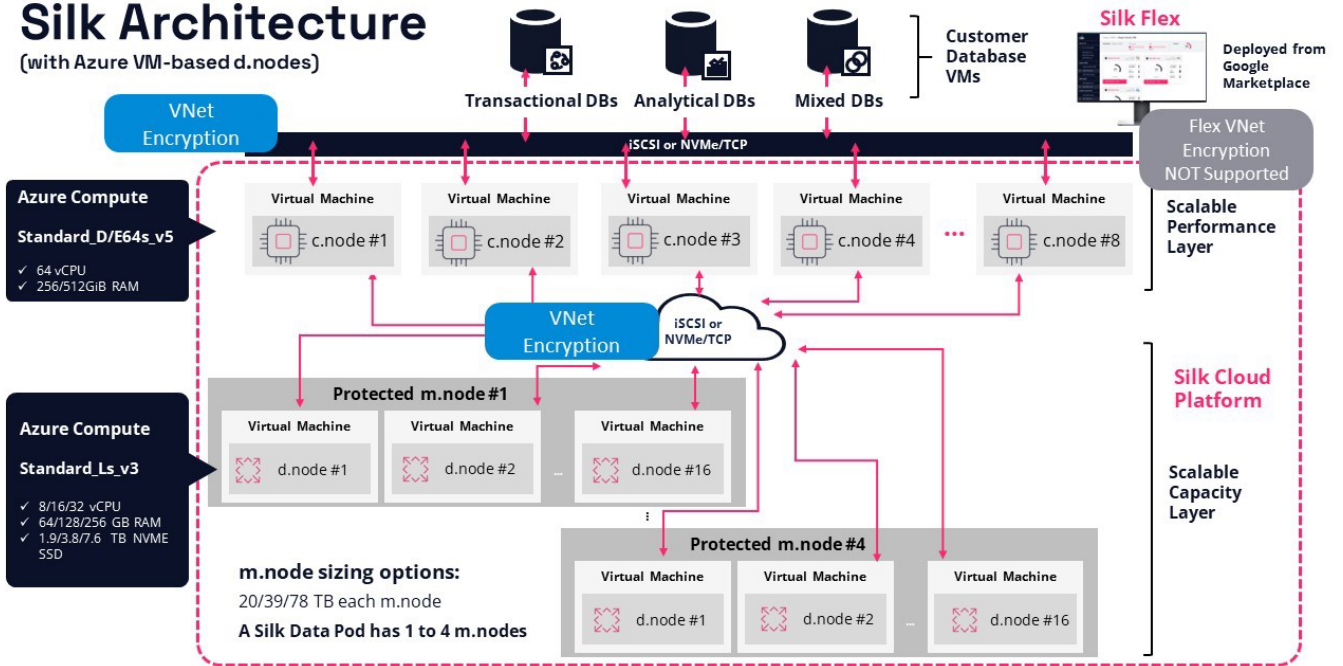 Silk Architecture
(with Azure VM-based d.nodes)
Transactional DBs
Analytical DBs
Mixed DBs
Customer
Database
VMs
Silk Flex
Deployed from
Google
Marketplace
VNet
Encryption
iSCSI or NVMe/TCP
Flex VNet
Encryption
NOT Supported
Azure Compute
Standard_D/E64s_v5
✓ 64 vCPU
✓ 256/512GiB RAM
Virtual Machine
c.node #1
Virtual Machine
c.node #2
Virtual Machine
c.node #3
Virtual Machine
c.node #4
...
Virtual Machine
c.node #8
Scalable
Performance
Layer
VNet
Encryption
iSCSI or
NVMe/TCP
Silk Cloud
Platform
Azure Compute
Standard_Ls_v3
✓ 8/16/32 vCPU
✓ 64/128/256 GB RAM
✓ 1.9/3.8/7.6 TB NVME
SSD
Protected m.node #1
Virtual Machine
d.node #1
Virtual Machine
d.node #2
...
Virtual Machine
d.node #16
Scalable
Capacity
Layer
Protected m.node #4
Virtual Machine
d.node #1
Virtual Machine
d.node #2
...
Virtual Machine
d.node #16
m.node sizing options:
20/39/78 TB each m.node
A Silk Data Pod has 1 to 4 m.nodes